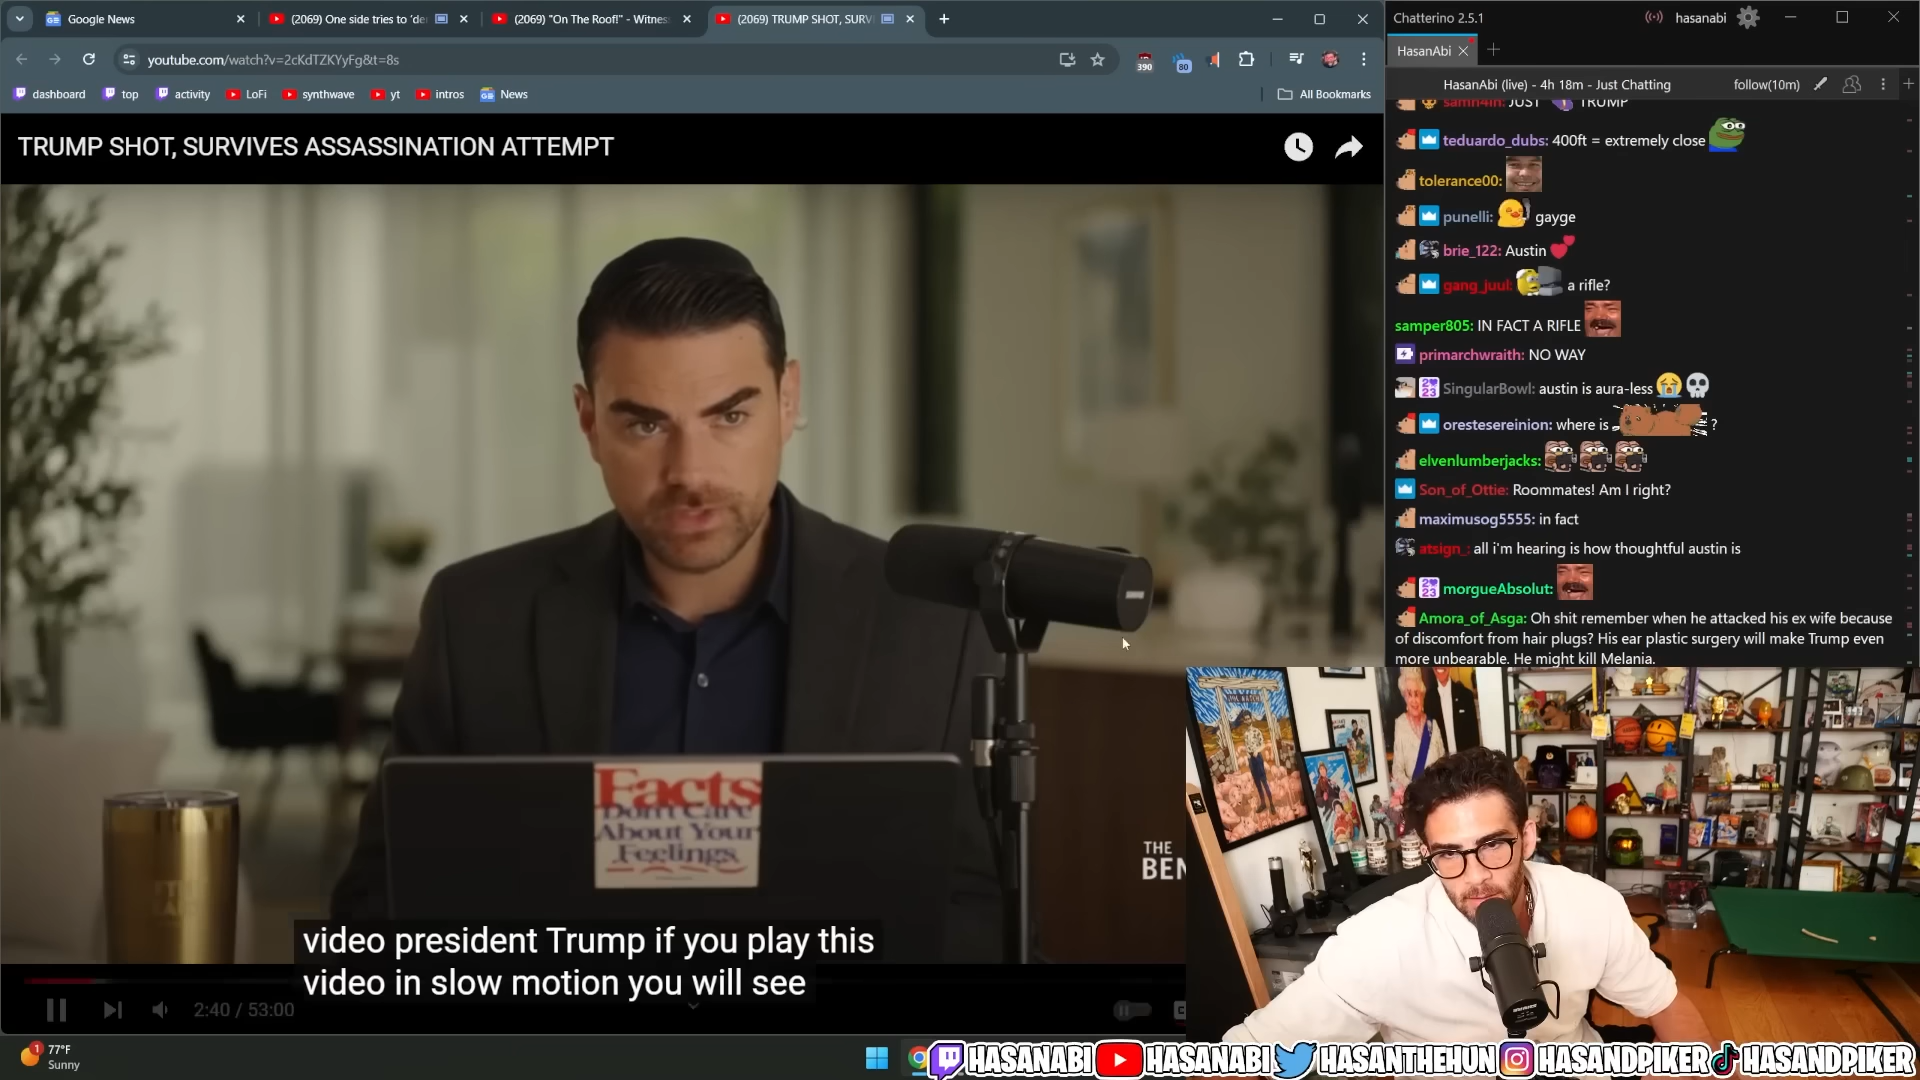 Google News
(2069) One side tries to 'de
(2069) "On The Roof!" - Witnes
(2069) TRUMP SHOT, SURV
youtube.com/watch?v=2cKdTZKYyFg&t=8s
390
80
dashboard
top
activity
LoFi
synthwave
yt
intros
News
All Bookmarks
TRUMP SHOT, SURVIVES ASSASSINATION ATTEMPT
Facts
Don't Care
About Your
Feelings
THE
BEN
video president Trump if you play this
video in slow motion you will see
2:40 / 53:00
1
77°F
Sunny
Chatterino 2.5.1
hasanabi
HasanAbi
HasanAbi (live) - 4h 18m - Just Chatting
follow(10m)
samh4in: JUST TRUMP
teduardo_dubs: 400ft = extremely close
tolerance00:
punelli: gayge
brie_122: Austin
gang_juul: a rifle?
samper805: IN FACT A RIFLE
primarchwraith: NO WAY
SingularBowl: austin is aura-less
orestesereinion: where is ?
elvenlumberjacks:
Son_of_Ottie: Roommates! Am I right?
maximusog5555: in fact
atsign_: all i'm hearing is how thoughtful austin is
morgueAbsolut:
Amora_of_Asga: Oh shit remember when he attacked his ex wife because
of discomfort from hair plugs? His ear plastic surgery will make Trump even
more unbearable. He might kill Melania.
HASANABI HASANABI HASANTHEHUN HASANDPIKER HASANDPIKER